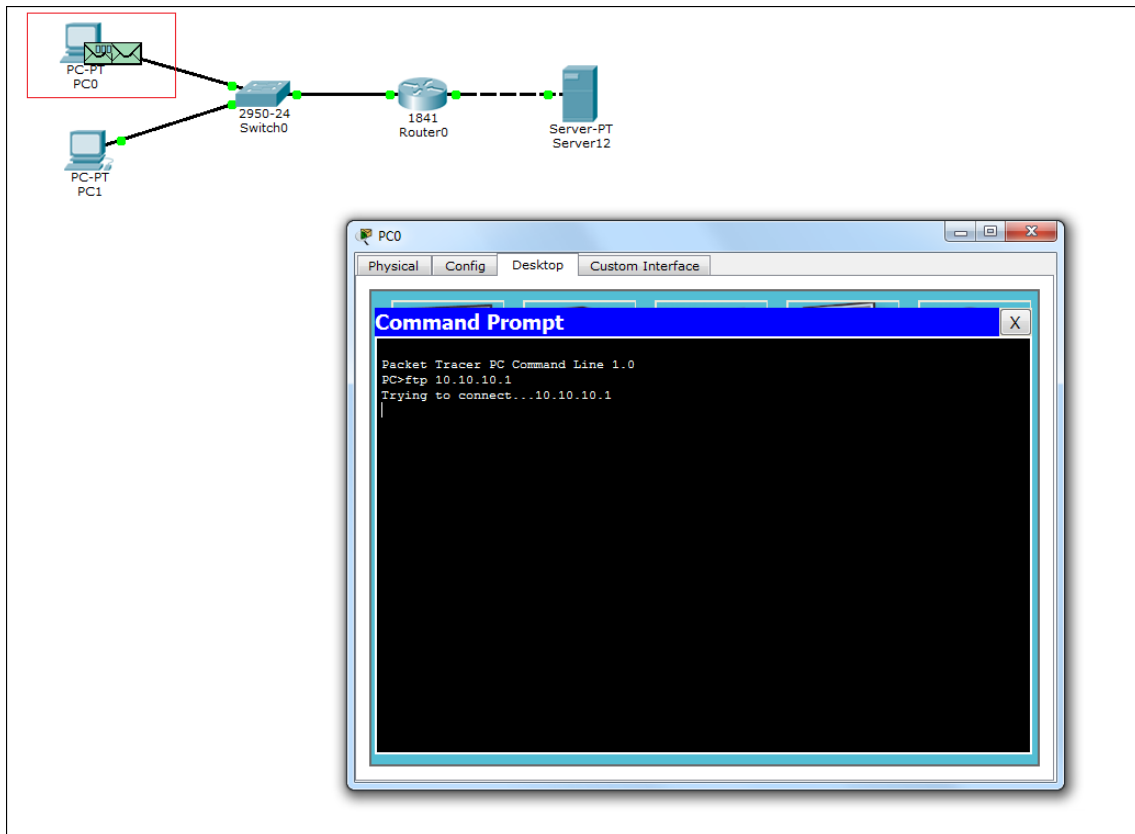 PC-PT
PC0
2950-24
Switch0
1841
Router0
Server-PT
Server12
PC-PT
PC1
PC0
Physical
Config
Desktop
Custom Interface
Command Prompt
X
Packet Tracer PC Command Line 1.0
PC>ftp 10.10.10.1
Trying to connect...10.10.10.1